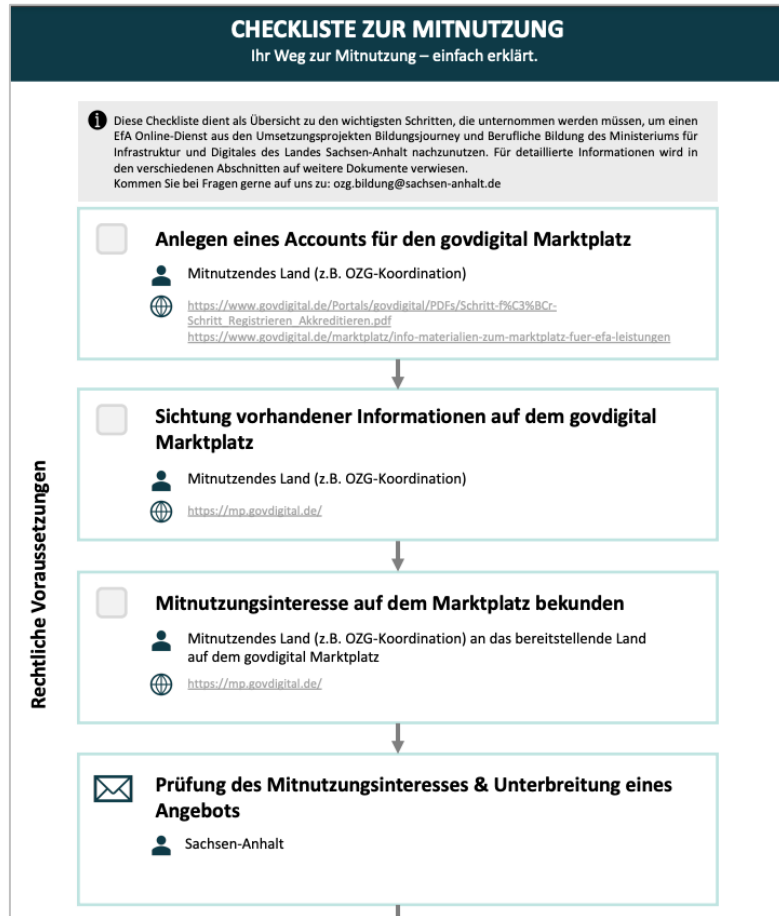 CHECKLISTE ZUR MITNUTZUNG
Ihr Weg zur Mitnutzung – einfach erklärt.
Diese Checkliste dient als Übersicht zu den wichtigsten Schritten, die unternommen werden müssen, um einen
EfA Online-Dienst aus den Umsetzungsprojekten Bildungsjourney und Berufliche Bildung des Ministeriums für
Infrastruktur und Digitales des Landes Sachsen-Anhalt nachzunutzen. Für detaillierte Informationen wird in
den verschiedenen Abschnitten auf weitere Dokumente verwiesen.
Kommen Sie bei Fragen gerne auf uns zu: ozg.bildung@sachsen-anhalt.de
Rechtliche Voraussetzungen
Anlegen eines Accounts für den govdigital Marktplatz
Mitnutzendes Land (z.B. OZG-Koordination)
https://www.govdigital.de/Portals/govdigital/PDFs/Schritt-f%C3%BCr-
Schritt_Registrieren_Akkreditieren.pdf
https://www.govdigital.de/marktplatz/info-materialien-zum-marktplatz-fuer-efa-leistungen
Sichtung vorhandener Informationen auf dem govdigital
Marktplatz
Mitnutzendes Land (z.B. OZG-Koordination)
https://mp.govdigital.de/
Mitnutzungsinteresse auf dem Marktplatz bekunden
Mitnutzendes Land (z.B. OZG-Koordination) an das bereitstellende Land
auf dem govdigital Marktplatz
https://mp.govdigital.de/
Prüfung des Mitnutzungsinteresses & Unterbreitung eines
Angebots
Sachsen-Anhalt